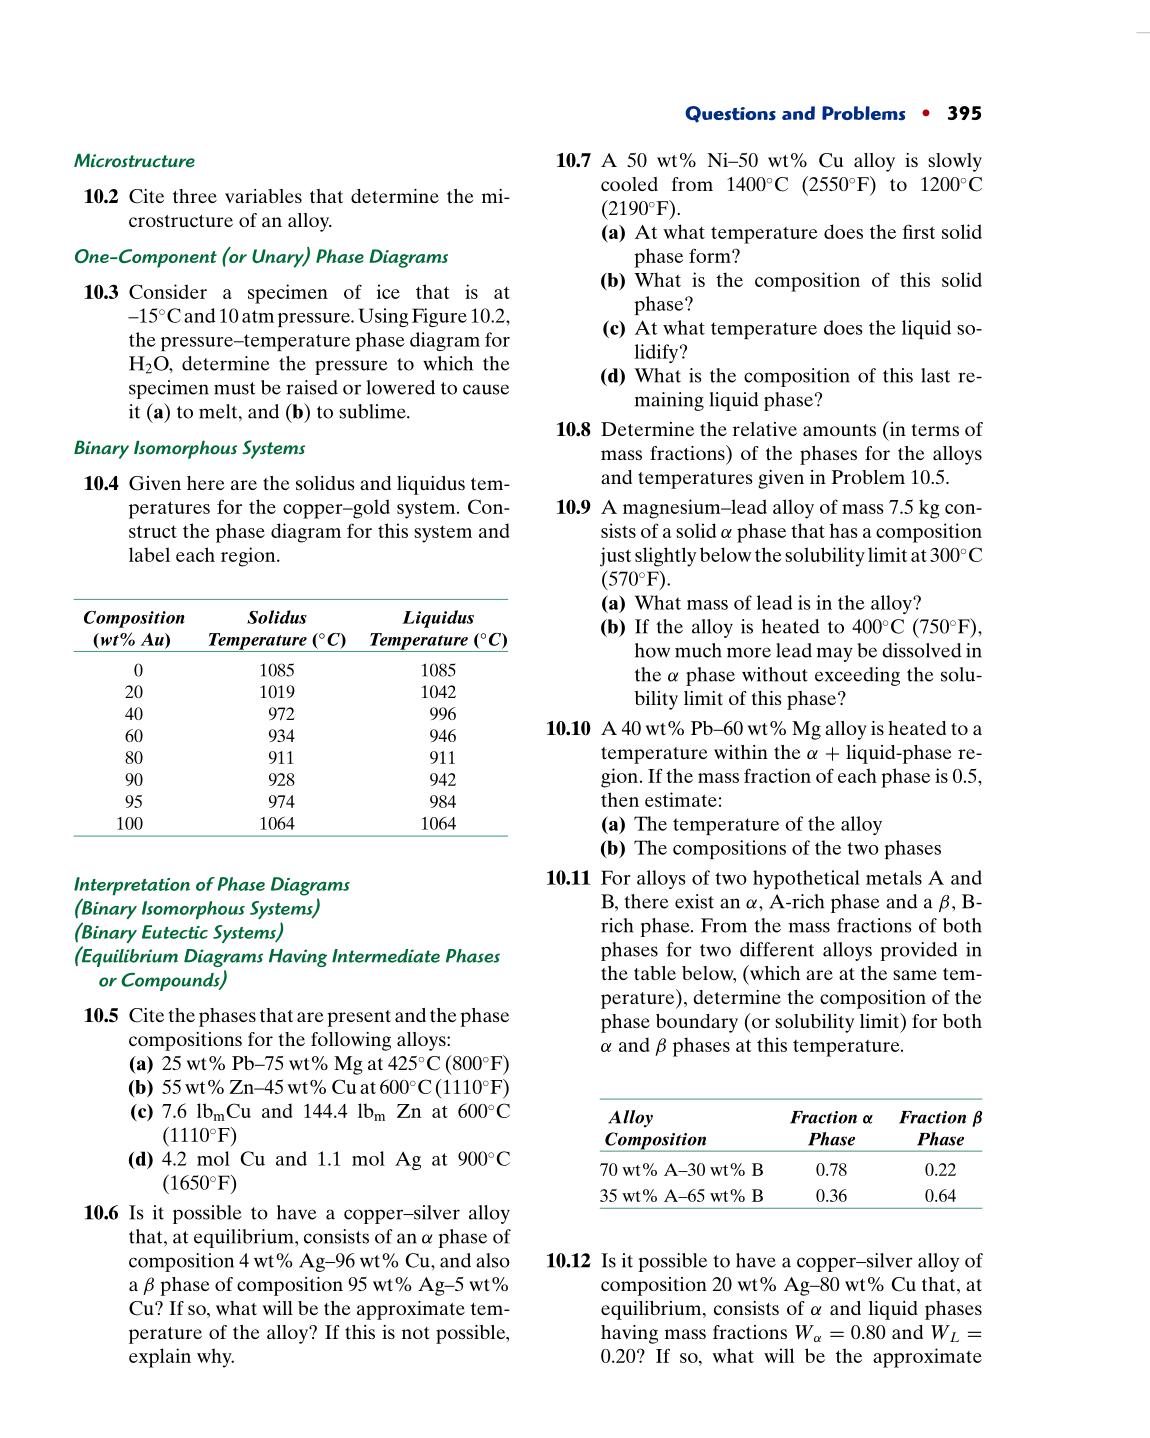 Questions and Problems • 395
Microstructure
10.2 Cite three variables that determine the mi-
crostructure of an alloy.
One-Component (or Unary) Phase Diagrams
10.3 Consider a specimen of ice that is at
–15°C and 10 atm pressure. Using Figure 10.2,
the pressure–temperature phase diagram for
H₂O, determine the pressure to which the
specimen must be raised or lowered to cause
it (a) to melt, and (b) to sublime.
Binary Isomorphous Systems
10.4 Given here are the solidus and liquidus tem-
peratures for the copper–gold system. Con-
struct the phase diagram for this system and
label each region.
Composition Solidus Liquidus
(wt% Au) Temperature (°C) Temperature (°C)
0 1085 1085
20 1019 1042
40 972 996
60 934 946
80 911 911
90 928 942
95 974 984
100 1064 1064
Interpretation of Phase Diagrams
(Binary Isomorphous Systems)
(Binary Eutectic Systems)
(Equilibrium Diagrams Having Intermediate Phases
or Compounds)
10.5 Cite the phases that are present and the phase
compositions for the following alloys:
(a) 25 wt% Pb–75 wt% Mg at 425°C (800°F)
(b) 55 wt% Zn–45 wt% Cu at 600°C (1110°F)
(c) 7.6 lbₘ Cu and 144.4 lbₘ Zn at 600°C
(1110°F)
(d) 4.2 mol Cu and 1.1 mol Ag at 900°C
(1650°F)
10.6 Is it possible to have a copper–silver alloy
that, at equilibrium, consists of an α phase of
composition 4 wt% Ag–96 wt% Cu, and also
a β phase of composition 95 wt% Ag–5 wt%
Cu? If so, what will be the approximate tem-
perature of the alloy? If this is not possible,
explain why.
10.7 A 50 wt% Ni–50 wt% Cu alloy is slowly
cooled from 1400°C (2550°F) to 1200°C
(2190°F).
(a) At what temperature does the first solid
phase form?
(b) What is the composition of this solid
phase?
(c) At what temperature does the liquid so-
lidify?
(d) What is the composition of this last re-
maining liquid phase?
10.8 Determine the relative amounts (in terms of
mass fractions) of the phases for the alloys
and temperatures given in Problem 10.5.
10.9 A magnesium–lead alloy of mass 7.5 kg con-
sists of a solid α phase that has a composition
just slightly below the solubility limit at 300°C
(570°F).
(a) What mass of lead is in the alloy?
(b) If the alloy is heated to 400°C (750°F),
how much more lead may be dissolved in
the α phase without exceeding the solu-
bility limit of this phase?
10.10 A 40 wt% Pb–60 wt% Mg alloy is heated to a
temperature within the α + liquid-phase re-
gion. If the mass fraction of each phase is 0.5,
then estimate:
(a) The temperature of the alloy
(b) The compositions of the two phases
10.11 For alloys of two hypothetical metals A and
B, there exist an α, A-rich phase and a β, B-
rich phase. From the mass fractions of both
phases for two different alloys provided in
the table below, (which are at the same tem-
perature), determine the composition of the
phase boundary (or solubility limit) for both
α and β phases at this temperature.
Alloy Fraction α Fraction β
Composition Phase Phase
70 wt% A–30 wt% B 0.78 0.22
35 wt% A–65 wt% B 0.36 0.64
10.12 Is it possible to have a copper–silver alloy of
composition 20 wt% Ag–80 wt% Cu that, at
equilibrium, consists of α and liquid phases
having mass fractions Wα = 0.80 and W_L =
0.20? If so, what will be the approximate